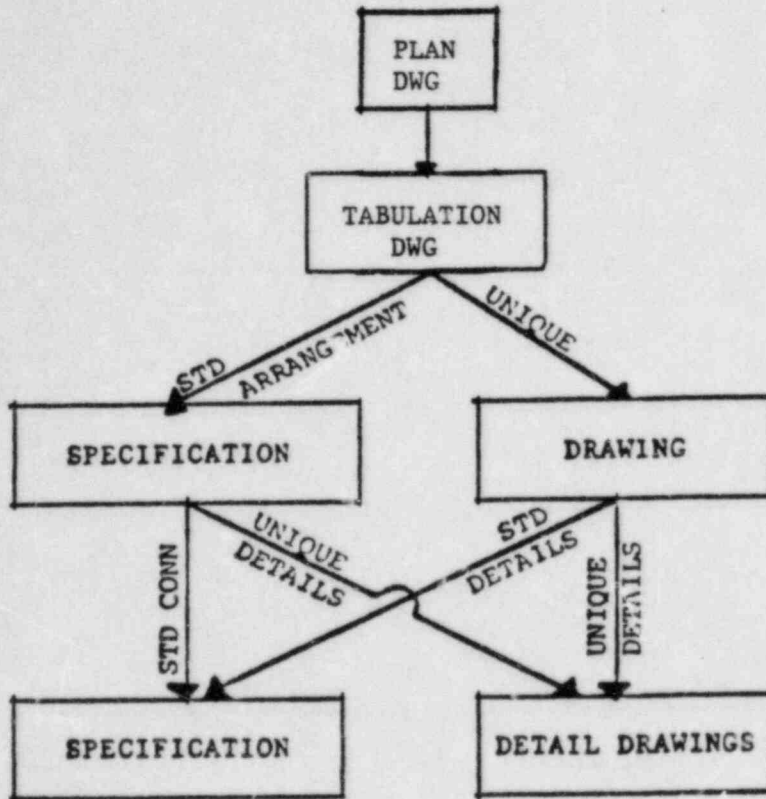 PLAN
DWG
TABULATION
DWG
STD
ARRANGEMENT
UNIQUE
SPECIFICATION
DRAWING
STD CONN
UNIQUE
DETAILS
STD
DETAILS
UNIQUE
DETAILS
SPECIFICATION
DETAIL DRAWINGS